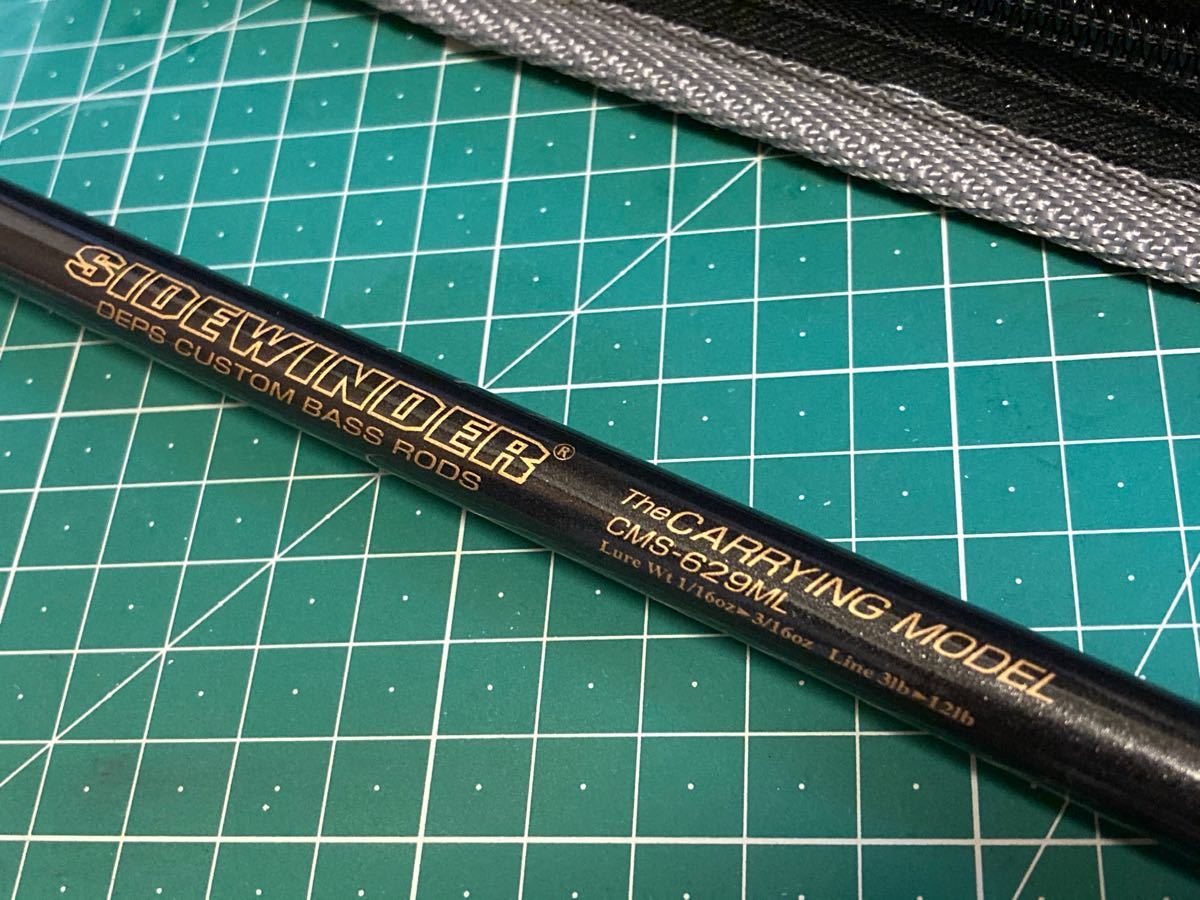 SIDEWINDER®
DEPS CUSTOM BASS RODS
The CARRYING MODEL
CMS-629ML
Lure Wt 1/16oz►3/16oz Line 3lb►12lb